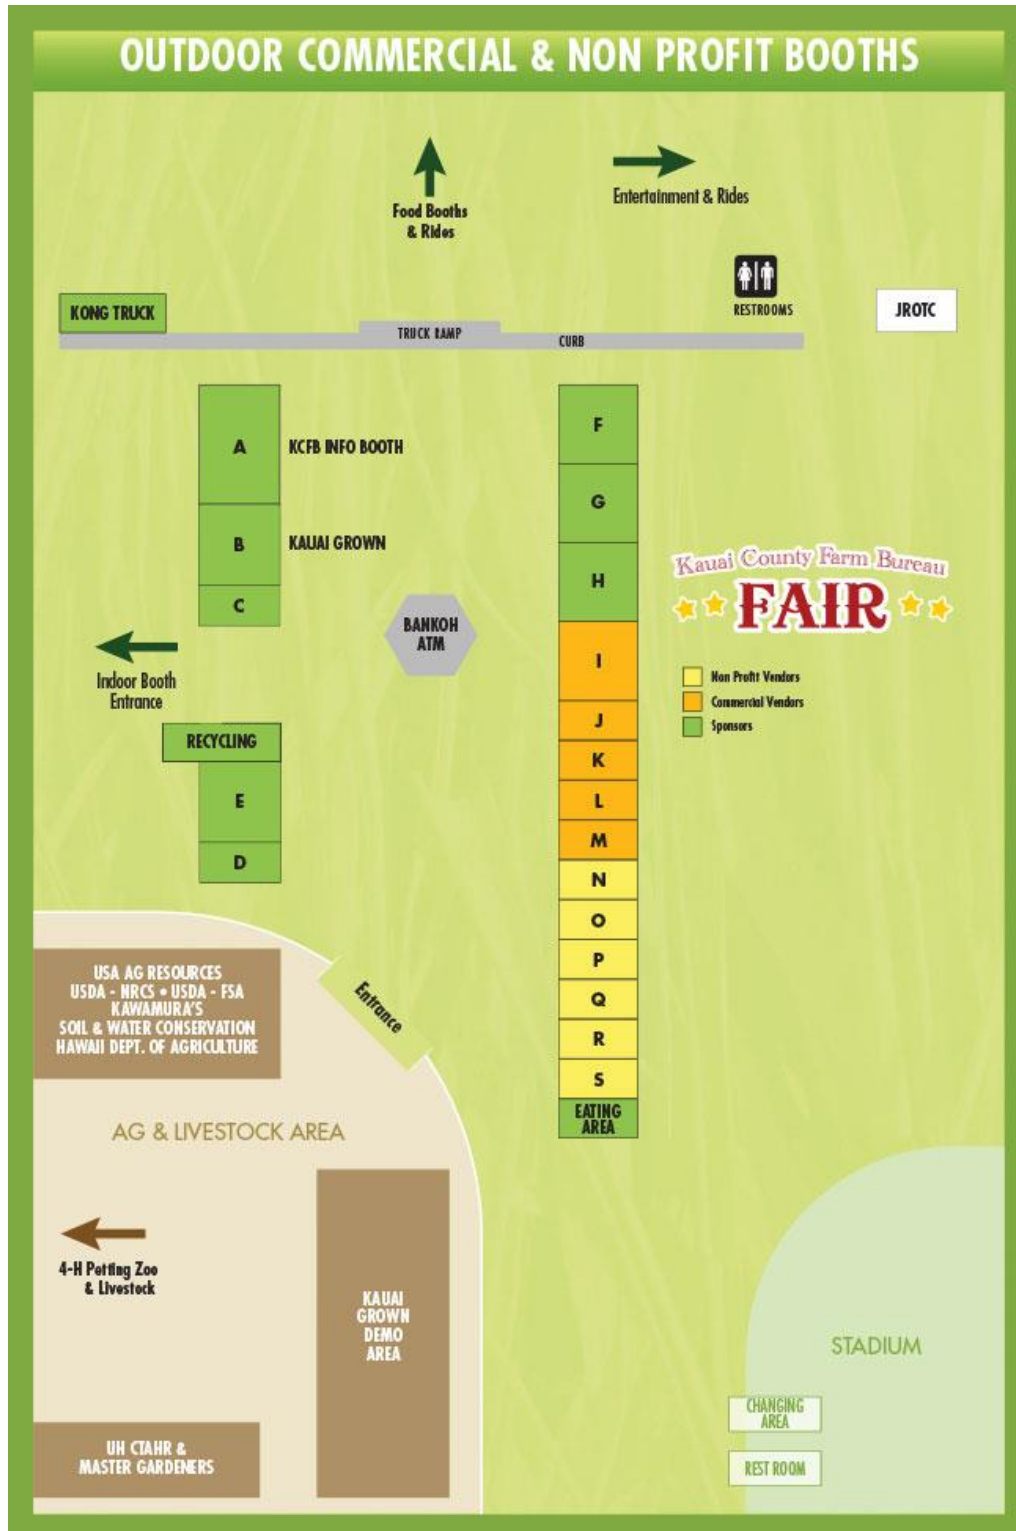 OUTDOOR COMMERCIAL & NON PROFIT BOOTHS
Food Booths
& Rides
Entertainment & Rides
RESTROOMS
KONG TRUCK
JROTC
TRUCK RAMP
CURB
A
KCFB INFO BOOTH
B
KAUAI GROWN
C
F
G
H
BANKOH
ATM
Kauai County Farm Bureau
FAIR
Indoor Booth
Entrance
Non Profit Vendors
Commercial Vendors
Sponsors
RECYCLING
E
D
I
J
K
L
M
N
O
P
Q
R
S
EATING
AREA
USA AG RESOURCES
USDA - NRCS • USDA - FSA
KAWAMURA'S
SOIL & WATER CONSERVATION
HAWAII DEPT. OF AGRICULTURE
Entrance
AG & LIVESTOCK AREA
4-H Petting Zoo
& Livestock
KAUAI
GROWN
DEMO
AREA
UH CTAHR &
MASTER GARDENERS
STADIUM
CHANGING
AREA
REST ROOM